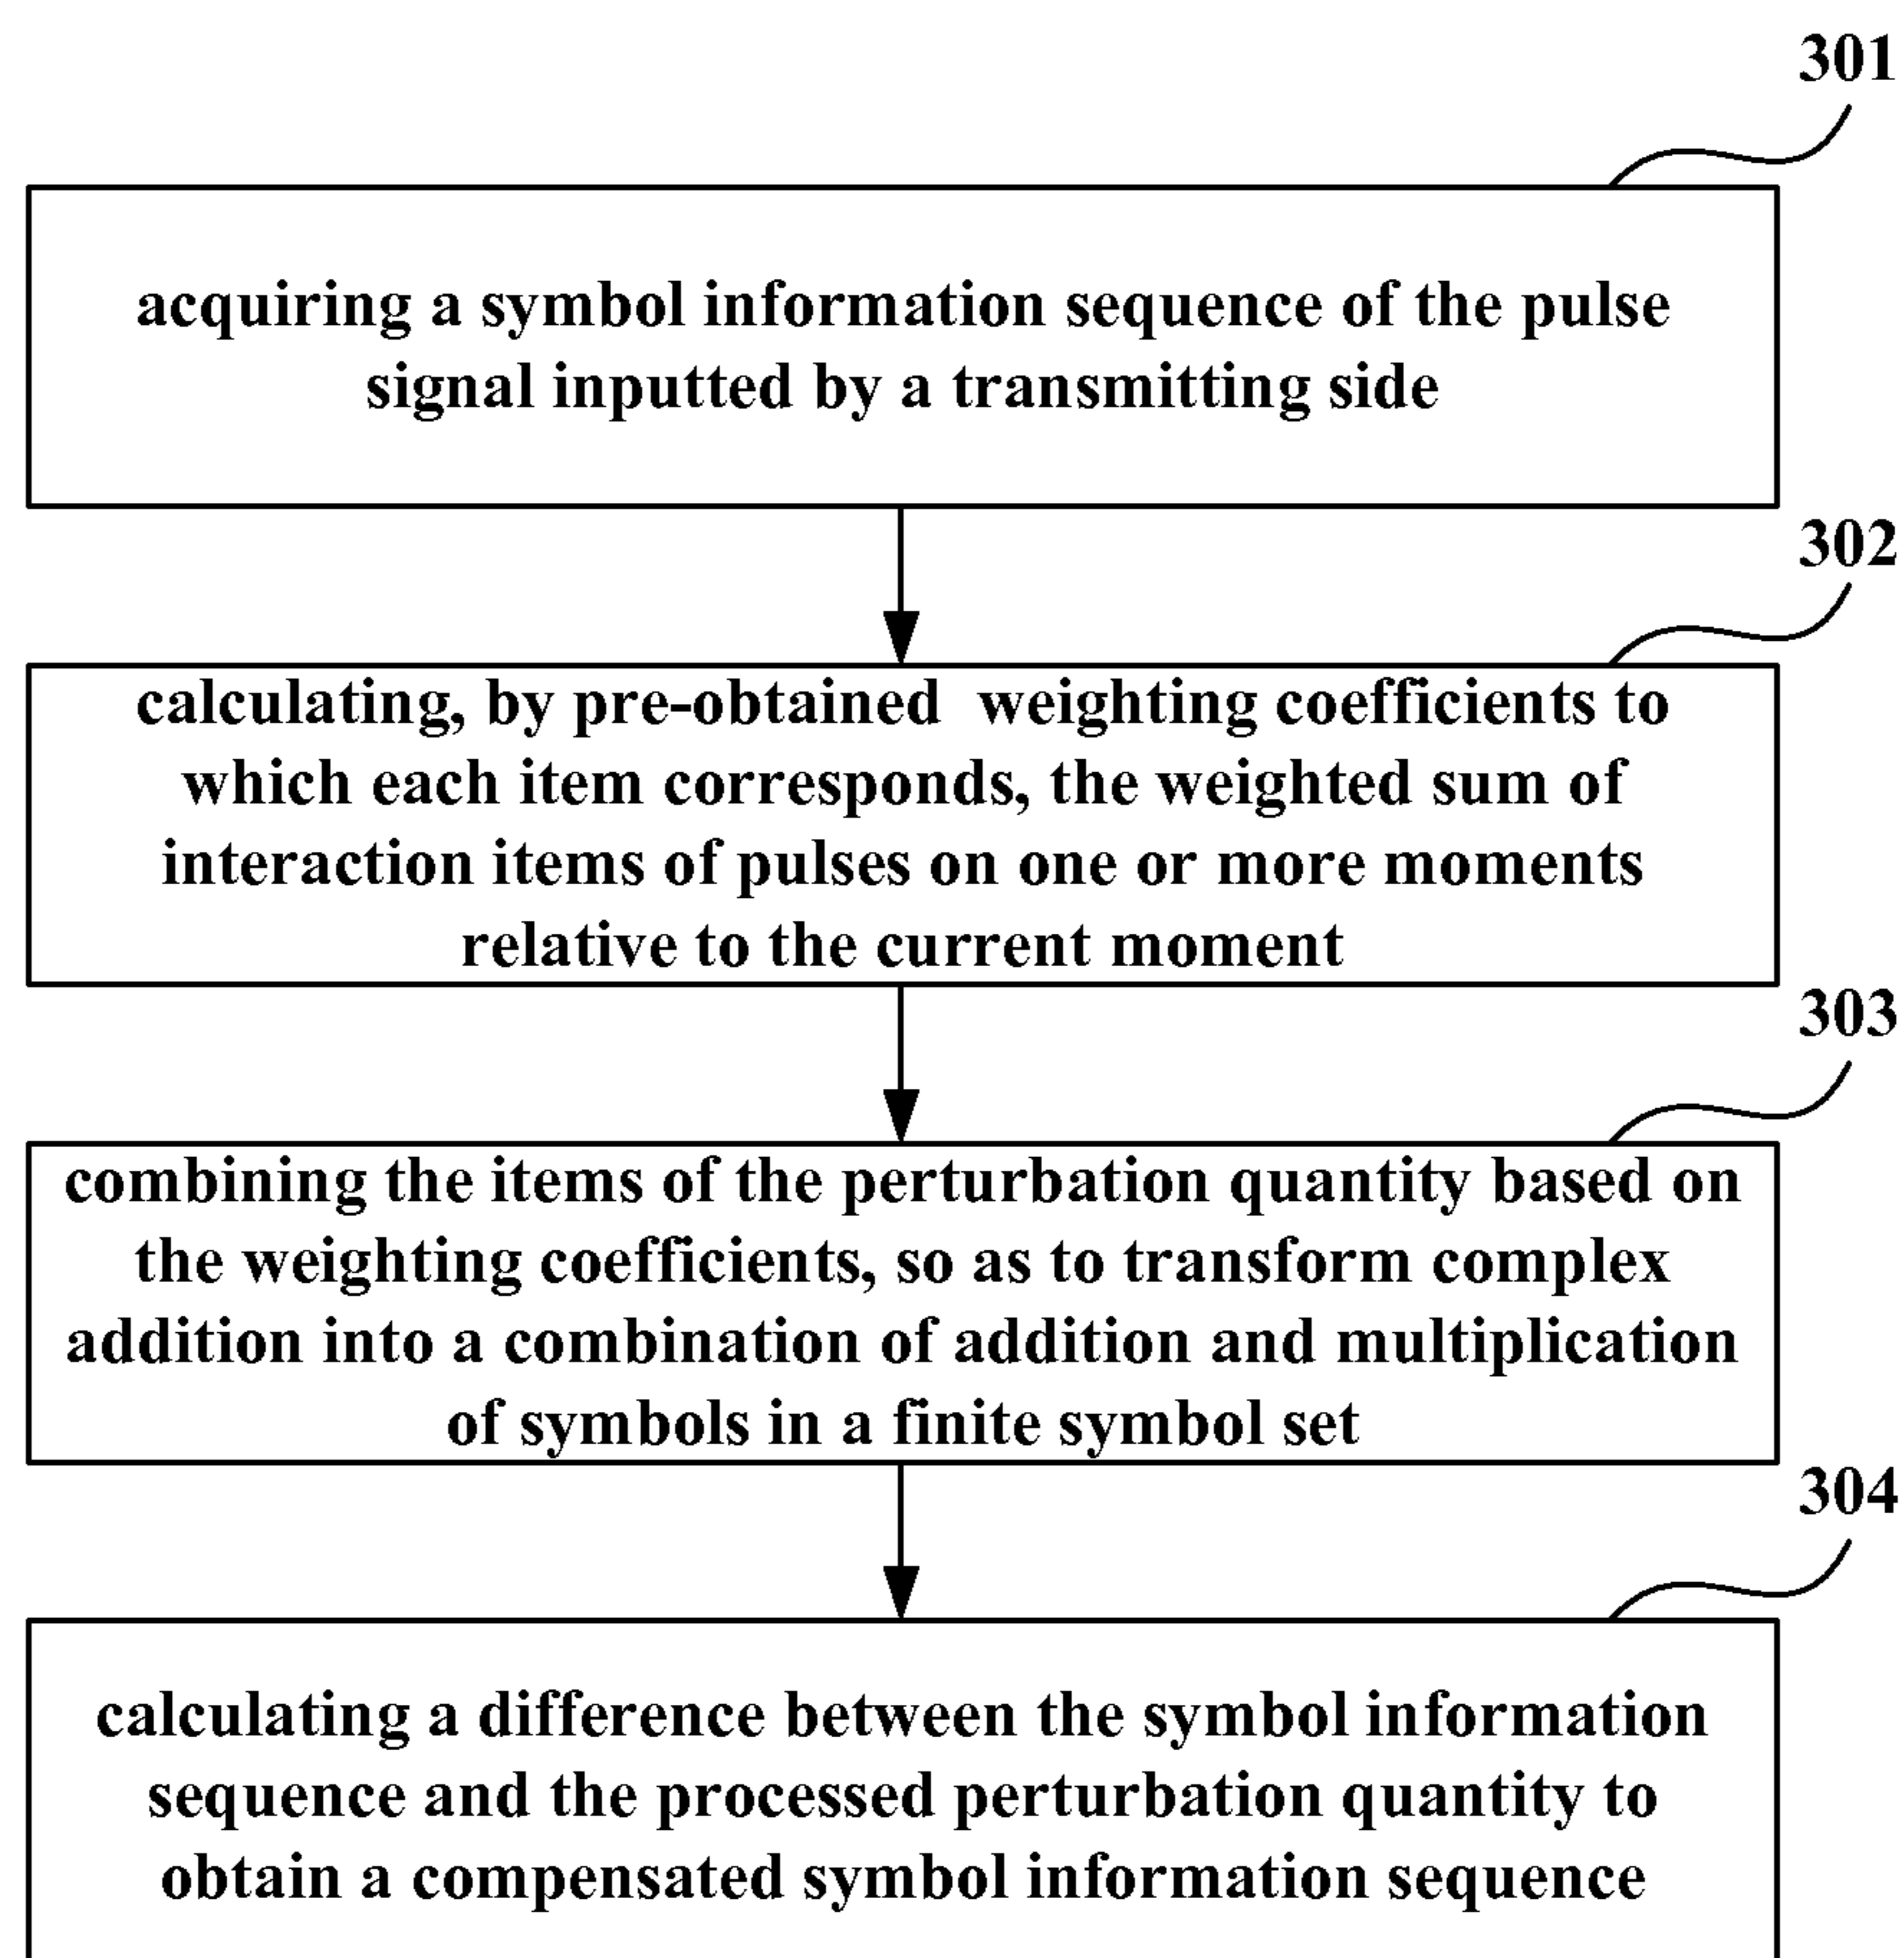 301
acquiring a symbol information sequence of the pulse
signal inputted by a transmitting side
302
calculating, by pre-obtained weighting coefficients to
which each item corresponds, the weighted sum of
interaction items of pulses on one or more moments
relative to the current moment
303
combining the items of the perturbation quantity based on
the weighting coefficients, so as to transform complex
addition into a combination of addition and multiplication
of symbols in a finite symbol set
304
calculating a difference between the symbol information
sequence and the processed perturbation quantity to
obtain a compensated symbol information sequence